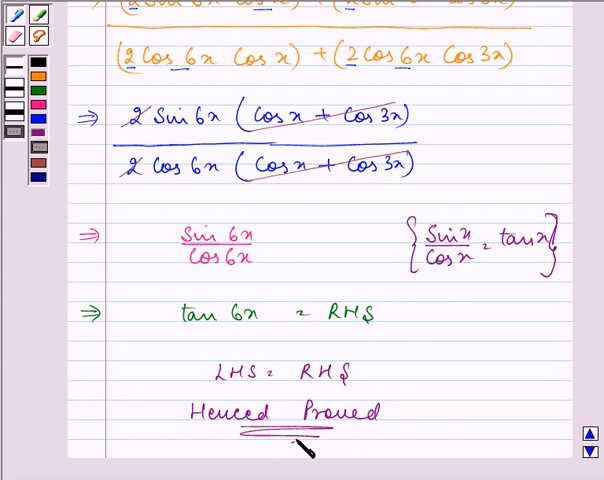 (2 Cos 6x Cos x) + (2 Cos 6x Cos 3x)
⇒ 2 Sin 6x (Cos x + Cos 3x)
2 Cos 6x (Cos x + Cos 3x)
⇒ Sin 6x
Cos 6x
{ Sin x
Cos x = tan x }
⇒ tan 6x = RHS
LHS = RHS
Henced Proved